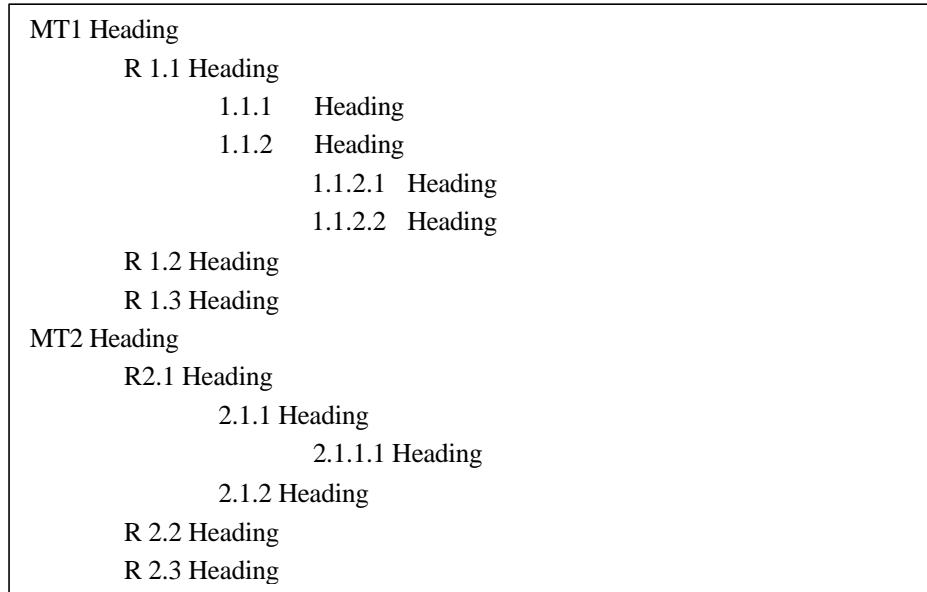 MT1 Heading
R 1.1 Heading
1.1.1 Heading
1.1.2 Heading
1.1.2.1 Heading
1.1.2.2 Heading
R 1.2 Heading
R 1.3 Heading
MT2 Heading
R2.1 Heading
2.1.1 Heading
2.1.1.1 Heading
2.1.2 Heading
R 2.2 Heading
R 2.3 Heading